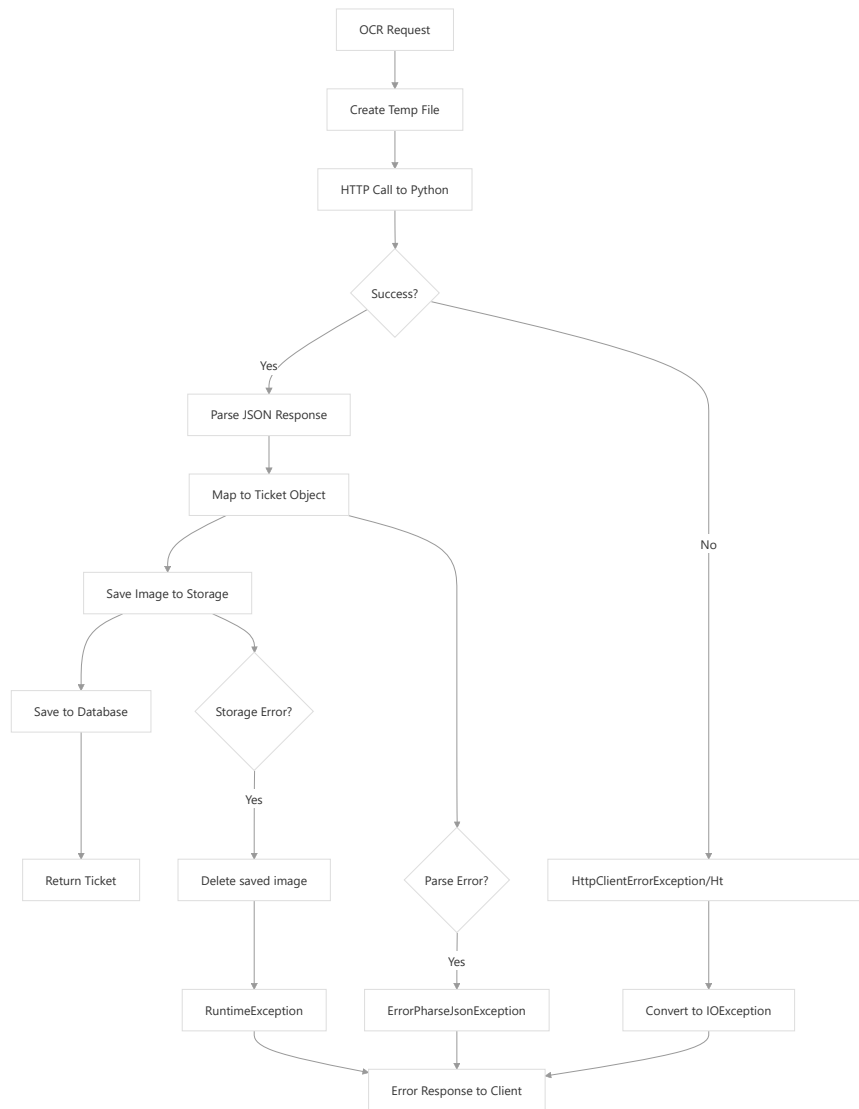 OCR Request
Create Temp File
HTTP Call to Python
Success?
Yes
Parse JSON Response
Map to Ticket Object
No
Save Image to Storage
Save to Database
Storage Error?
Yes
Return Ticket
Delete saved image
Parse Error?
HttpClientErrorException/Ht
Yes
RuntimeException
ErrorPharseJsonException
Convert to IOException
Error Response to Client